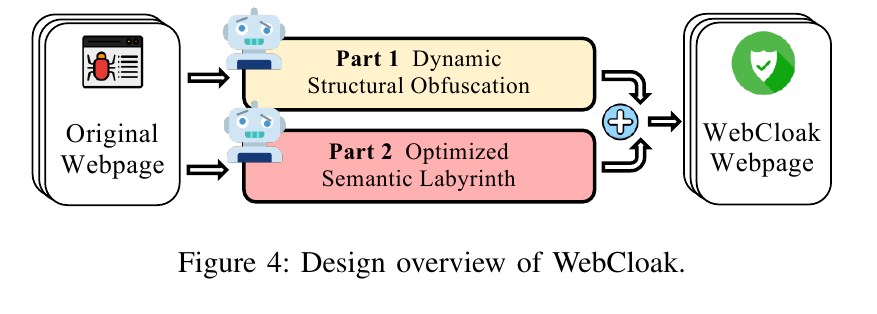 Original
Webpage
Part 1 Dynamic
Structural Obfuscation
Part 2 Optimized
Semantic Labyrinth
WebCloak
Webpage
Figure 4: Design overview of WebCloak.